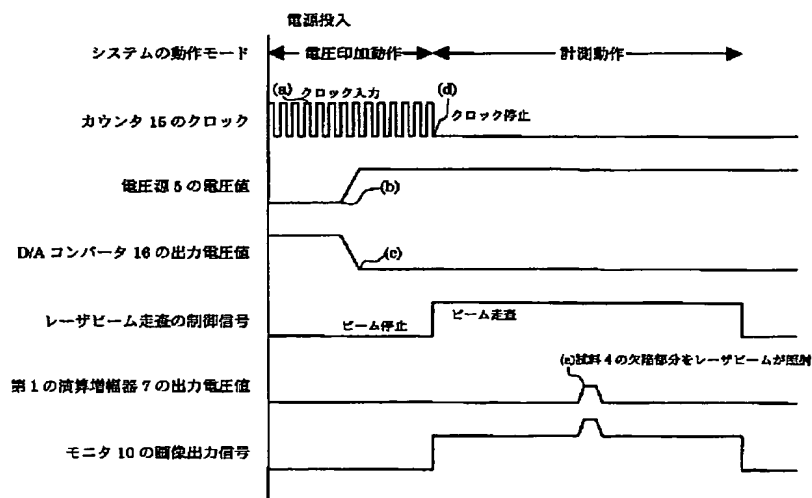 電源投入
システムの動作モード
電圧印加動作
計測動作
(a) クロック入力
(d)
カウンタ 15 のクロック
クロック停止
電圧源 5 の電圧値
(b)
D/A コンバータ 16 の出力電圧値
(c)
レーザビーム走査の制御信号
ビーム停止
ビーム走査
(e)試料 4 の欠陥部分をレーザビームが照射
第 1 の演算増幅器 7 の出力電圧値
モニタ 10 の画像出力信号